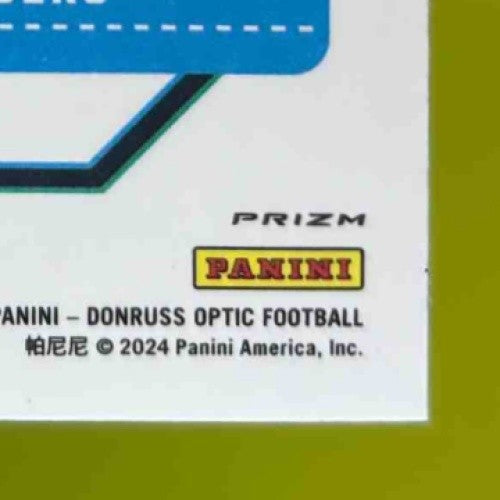 PRIZM
PANINI
PANINI – DONRUSS OPTIC FOOTBALL
帕尼尼 © 2024 Panini America, Inc.